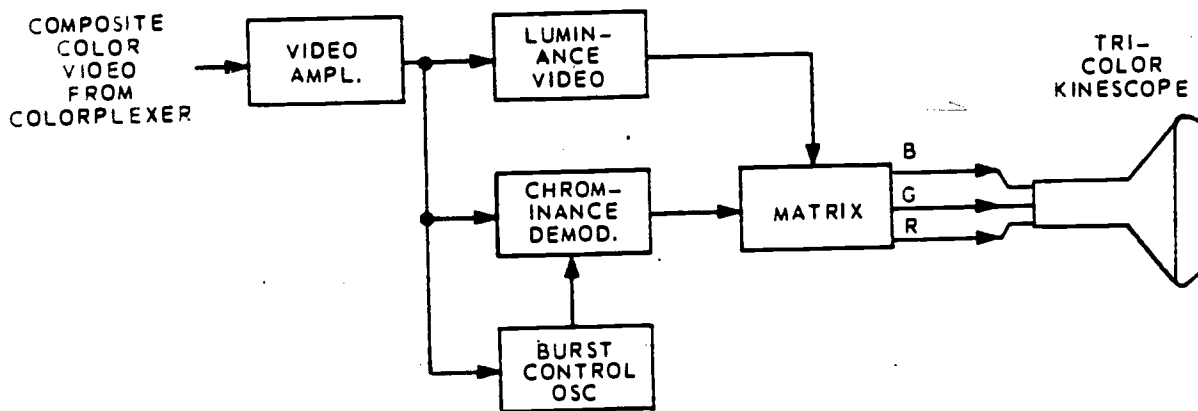 COMPOSITE
COLOR
VIDEO
FROM
COLORPLEXER
VIDEO
AMPL.
LUMIN-
ANCE
VIDEO
CHROM-
INANCE
DEMOD.
BURST
CONTROL
OSC
MATRIX
B
G
R
TRI-
COLOR
KINESCOPE